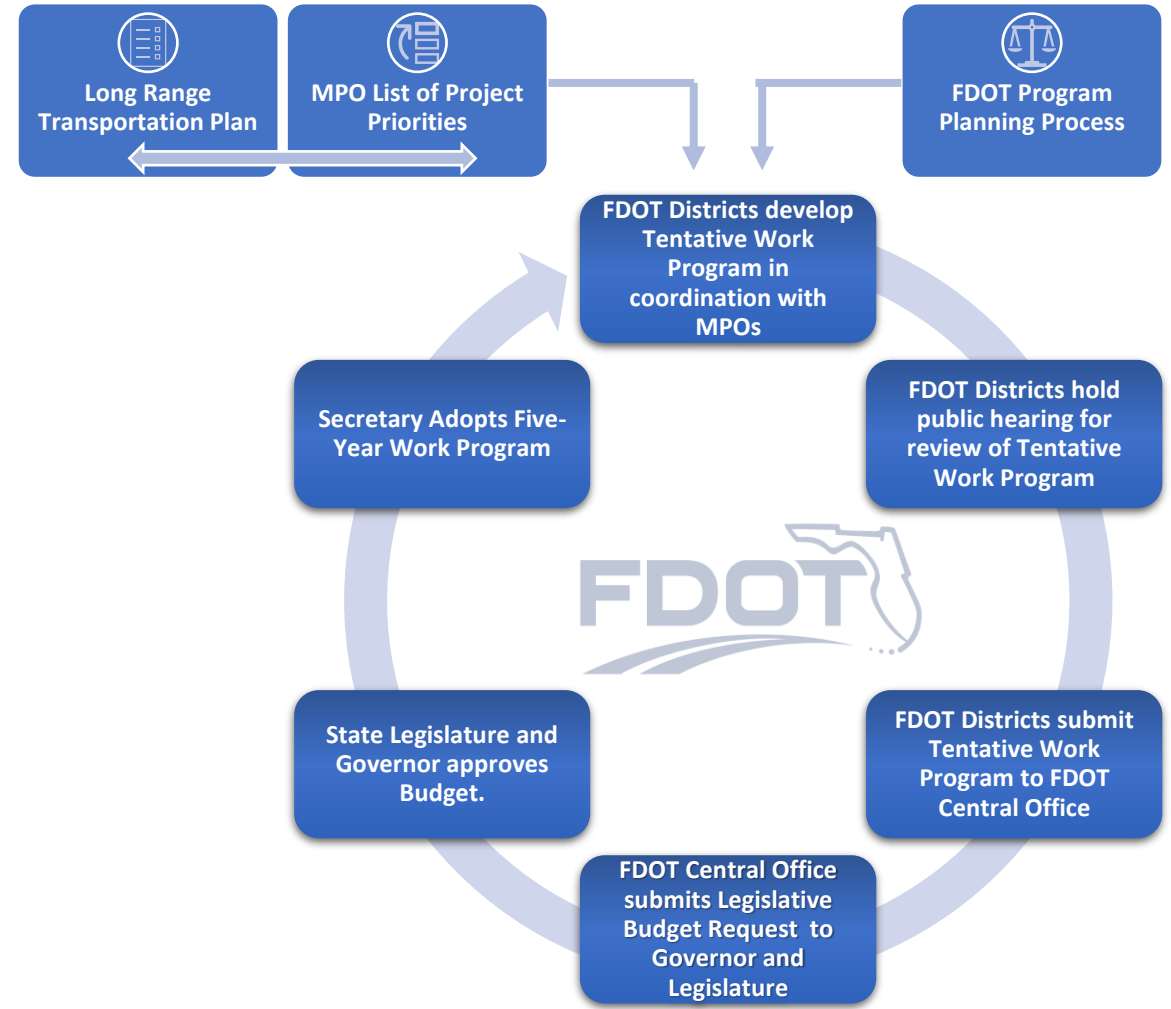 Long Range
Transportation Plan
MPO List of Project
Priorities
FDOT Program
Planning Process
FDOT Districts develop
Tentative Work
Program in
coordination with
MPOs
FDOT Districts hold
public hearing for
review of Tentative
Work Program
FDOT Districts submit
Tentative Work
Program to FDOT
Central Office
FDOT Central Office
submits Legislative
Budget Request to
Governor and
Legislature
State Legislature and
Governor approves
Budget.
Secretary Adopts Five-
Year Work Program
FDOT